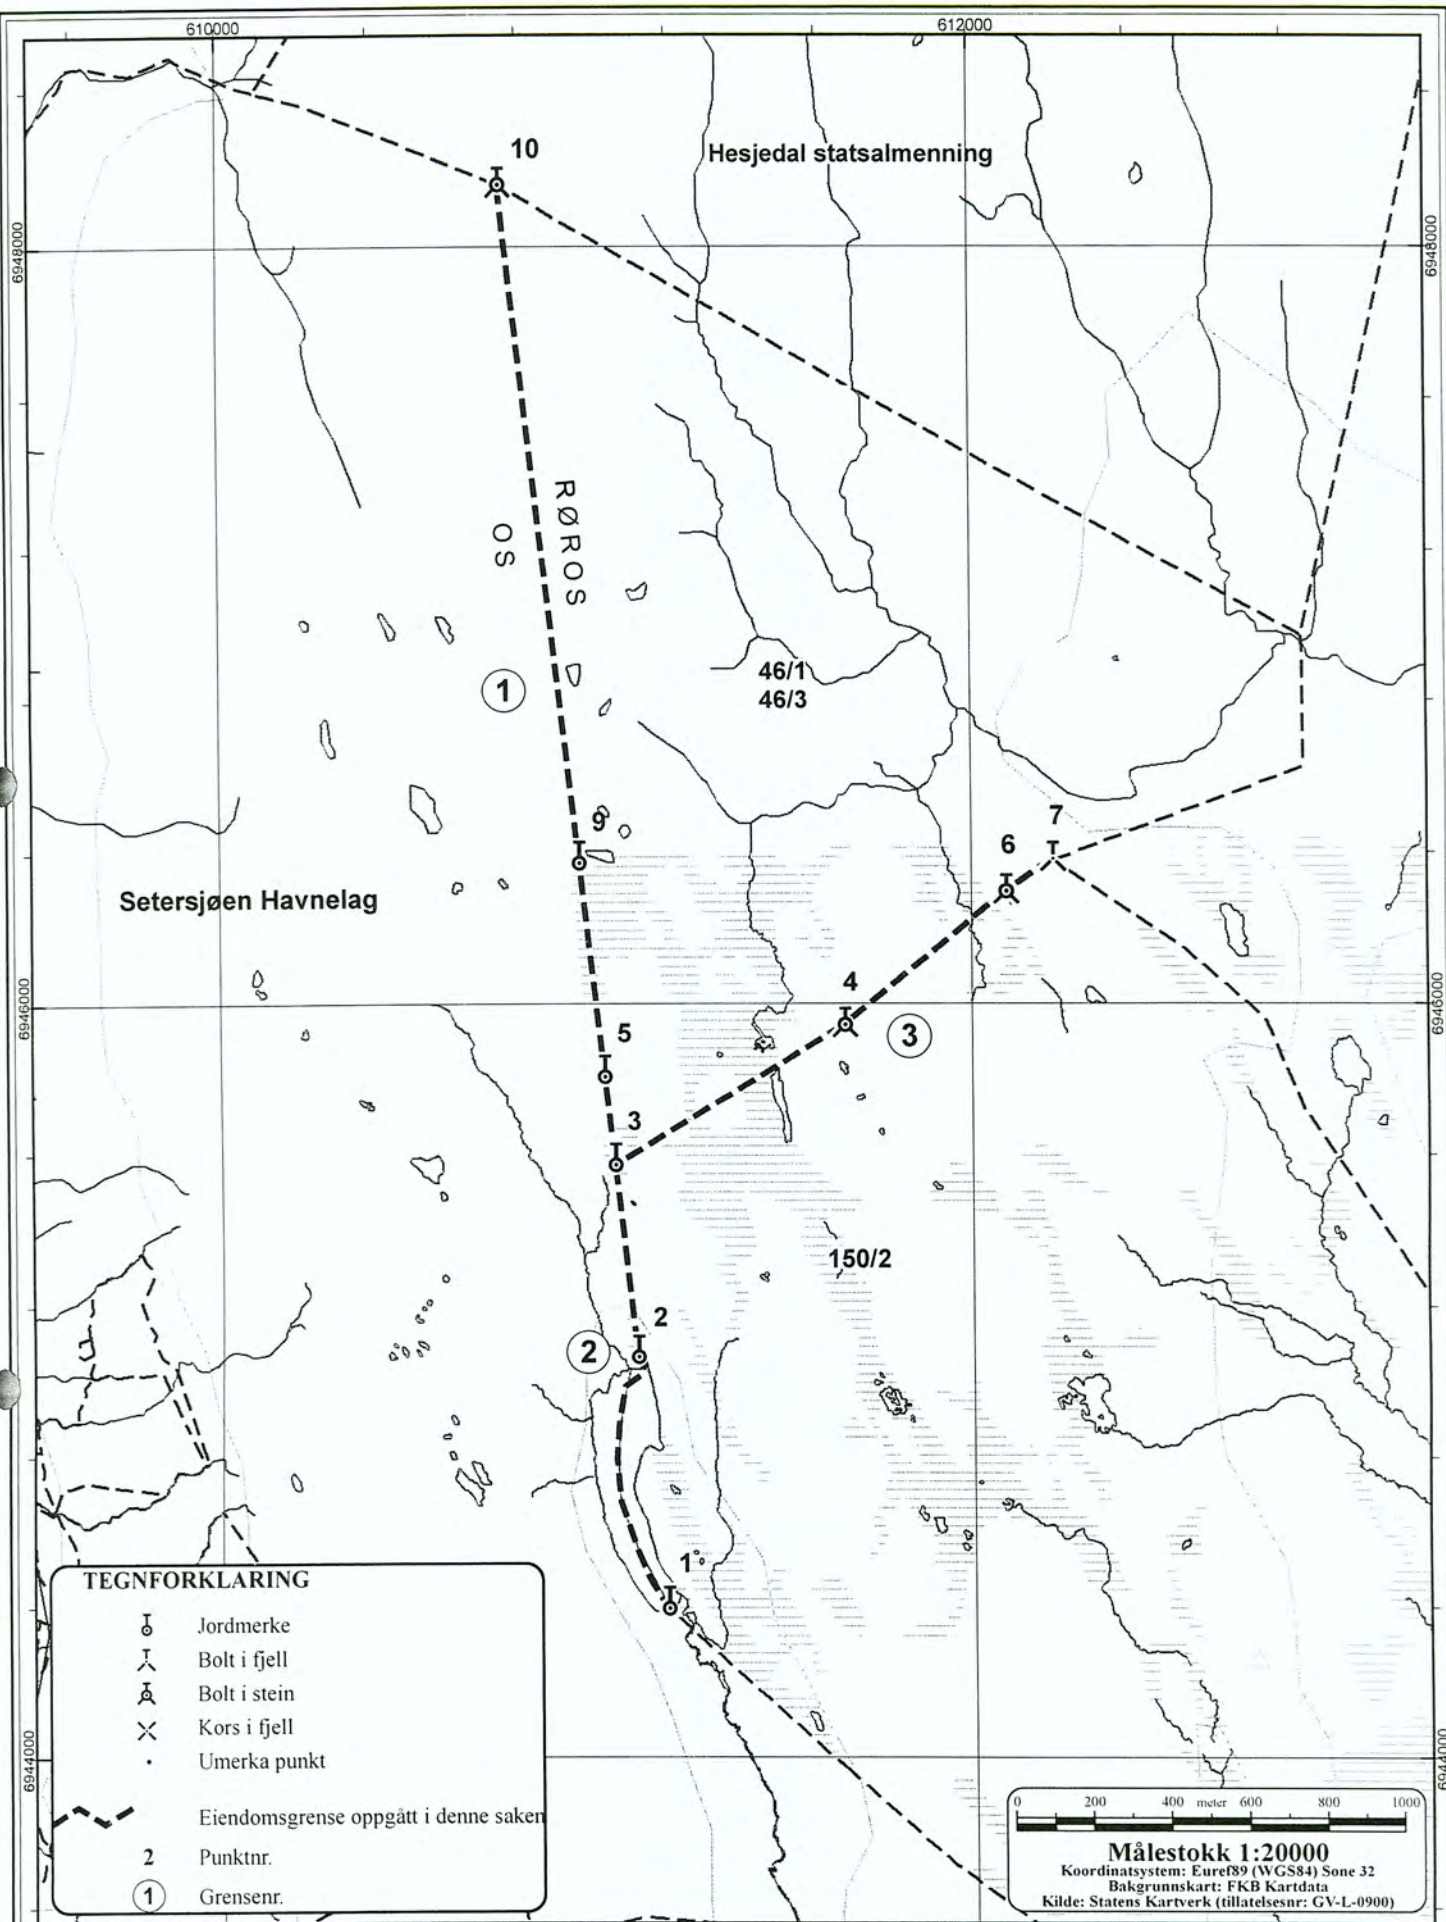 610000
612000
10
Hesjedal statsalmenning
6948000
6948000
RØROS
OS
46/1
46/3
1
9
7
6
Setersjøen Havnelag
4
3
6946000
6946000
5
3
150/2
2
2
1
TEGNFORKLARING
Jordmerke
Bolt i fjell
Bolt i stein
Kors i fjell
Umerka punkt
Eiendomsgrense oppgått i denne saken
2 Punktnr.
1 Grensenr.
6944000
6944000
0 200 400 meter 600 800 1000
Målestokk 1:20000
Koordinatsystem: Euref89 (WGS84) Sone 32
Bakgrunnskart: FKB Kartdata
Kilde: Statens Kartverk (tillatelsesnr: GV-L-0900)